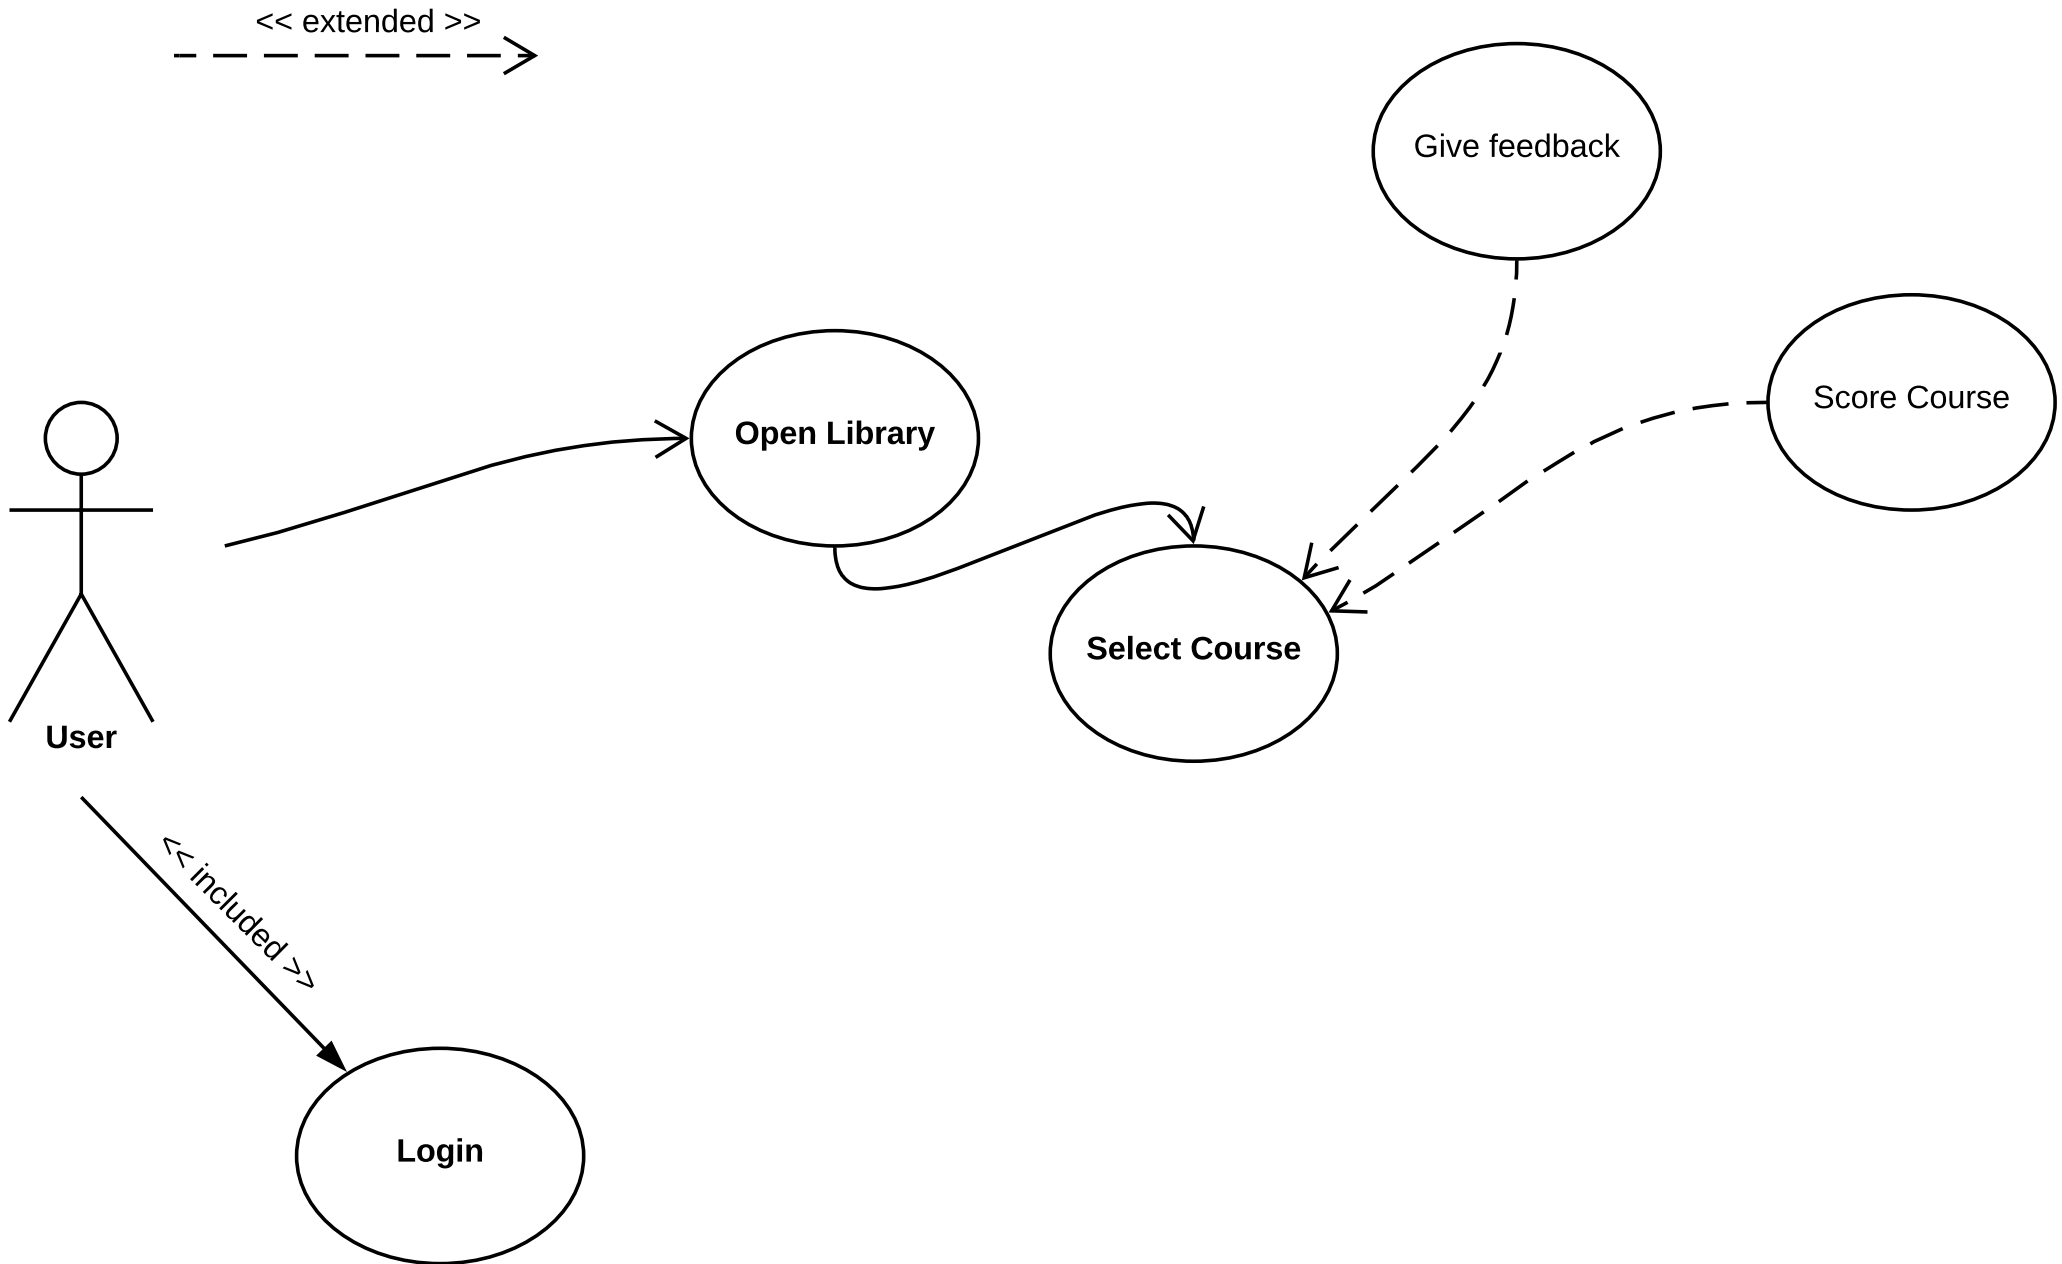 << extended >>
Give feedback
Score Course
Open Library
Select Course
User
<< included >>
Login